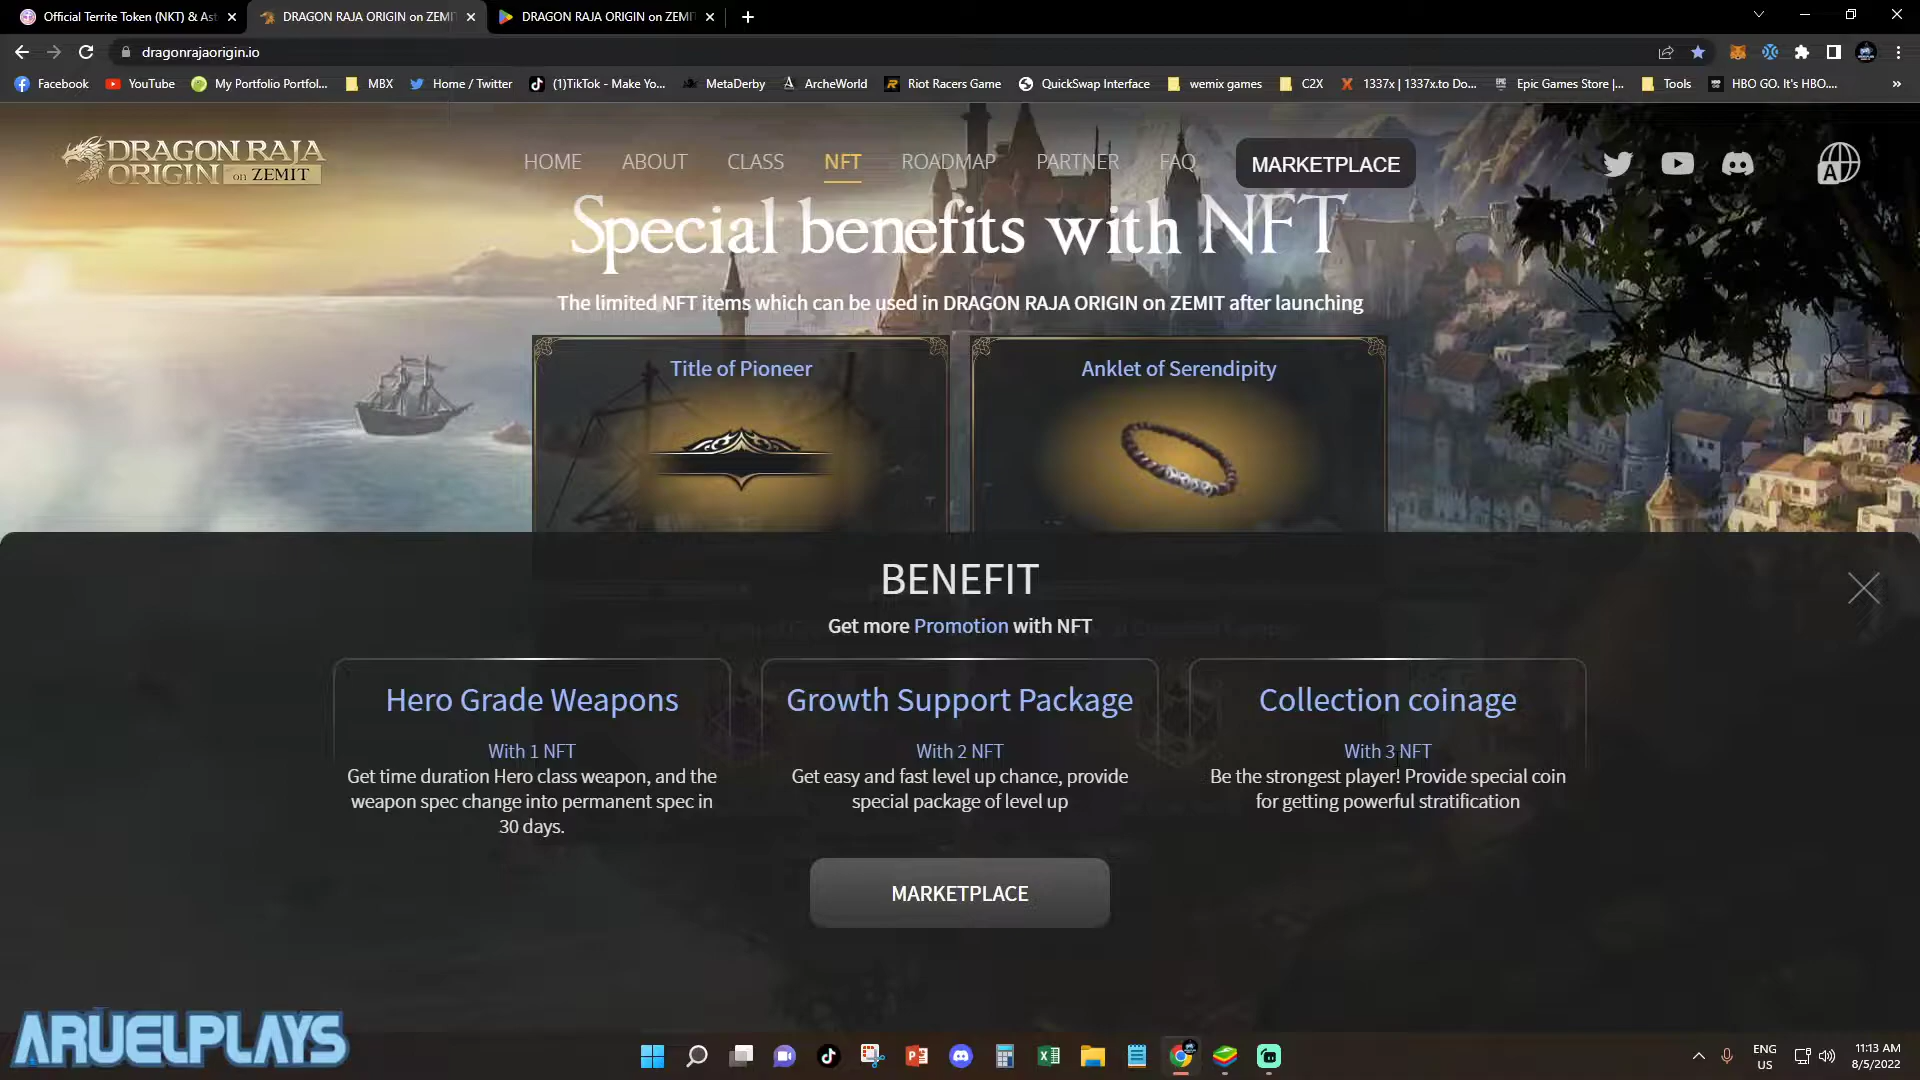 Official Territe Token (NKT) & Ast
DRAGON RAJA ORIGIN on ZEMIT
DRAGON RAJA ORIGIN on ZEMIT
dragonrajaorigin.io
Facebook
YouTube
My Portfolio Portfol...
MBX
Home / Twitter
(1)TikTok - Make Yo...
MetaDerby
ArcheWorld
Riot Racers Game
QuickSwap Interface
wemix games
C2X
1337x | 1337x.to Do...
Epic Games Store |...
Tools
HBO GO. It's HBO....
DRAGON RAJA
ORIGIN on ZEMIT
HOME
ABOUT
CLASS
NFT
ROADMAP
PARTNER
FAQ
MARKETPLACE
A
Special benefits with NFT
The limited NFT items which can be used in DRAGON RAJA ORIGIN on ZEMIT after launching
Title of Pioneer
Anklet of Serendipity
BENEFIT
Get more Promotion with NFT
Hero Grade Weapons
With 1 NFT
Get time duration Hero class weapon, and the
weapon spec change into permanent spec in
30 days.
Growth Support Package
With 2 NFT
Get easy and fast level up chance, provide
special package of level up
Collection coinage
With 3 NFT
Be the strongest player! Provide special coin
for getting powerful stratification
MARKETPLACE
ARUELPLAYS
ENG
US
11:13 AM
8/5/2022